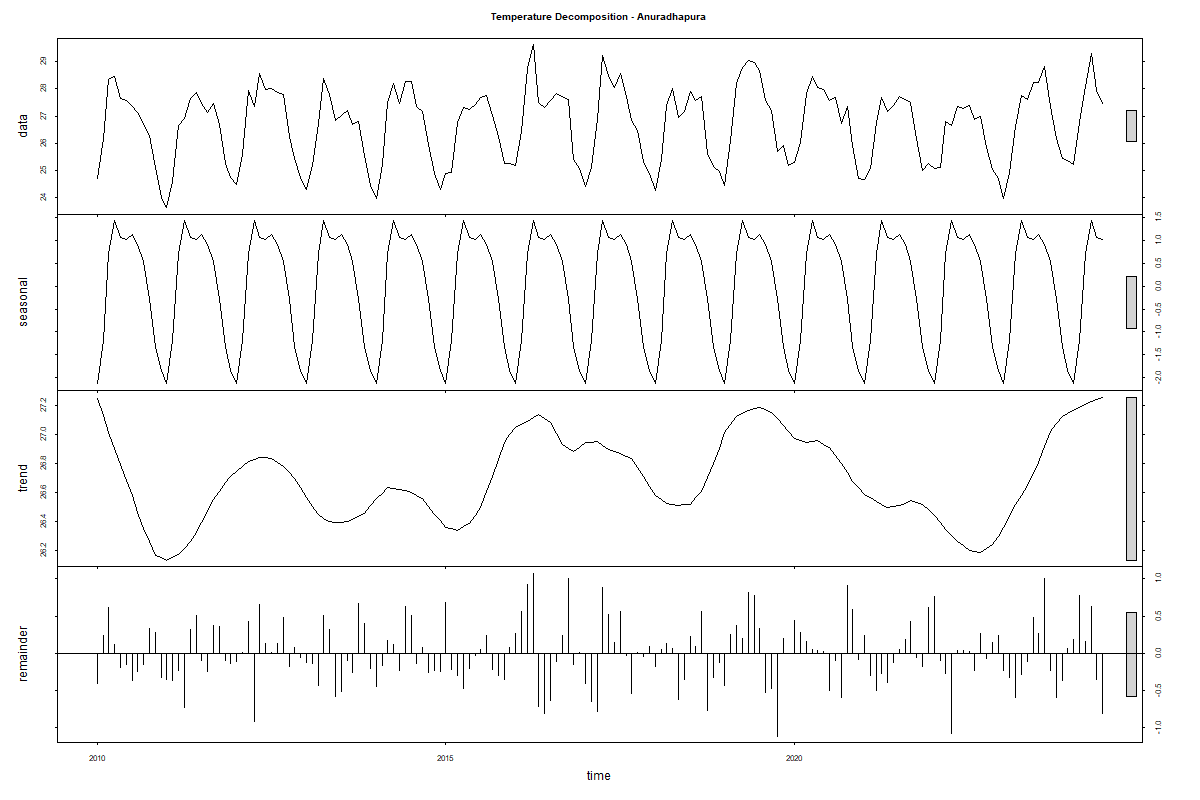 Temperature Decomposition - Anuradhapura
data
24 25 26 27 28 29
seasonal
-2.0 -1.5 -1.0 -0.5 0.0 0.5 1.0 1.5
trend
26.2 26.4 26.6 26.8 27.0 27.2
remainder
-1.0 -0.5 0.0 0.5 1.0
2010 2015 2020
time